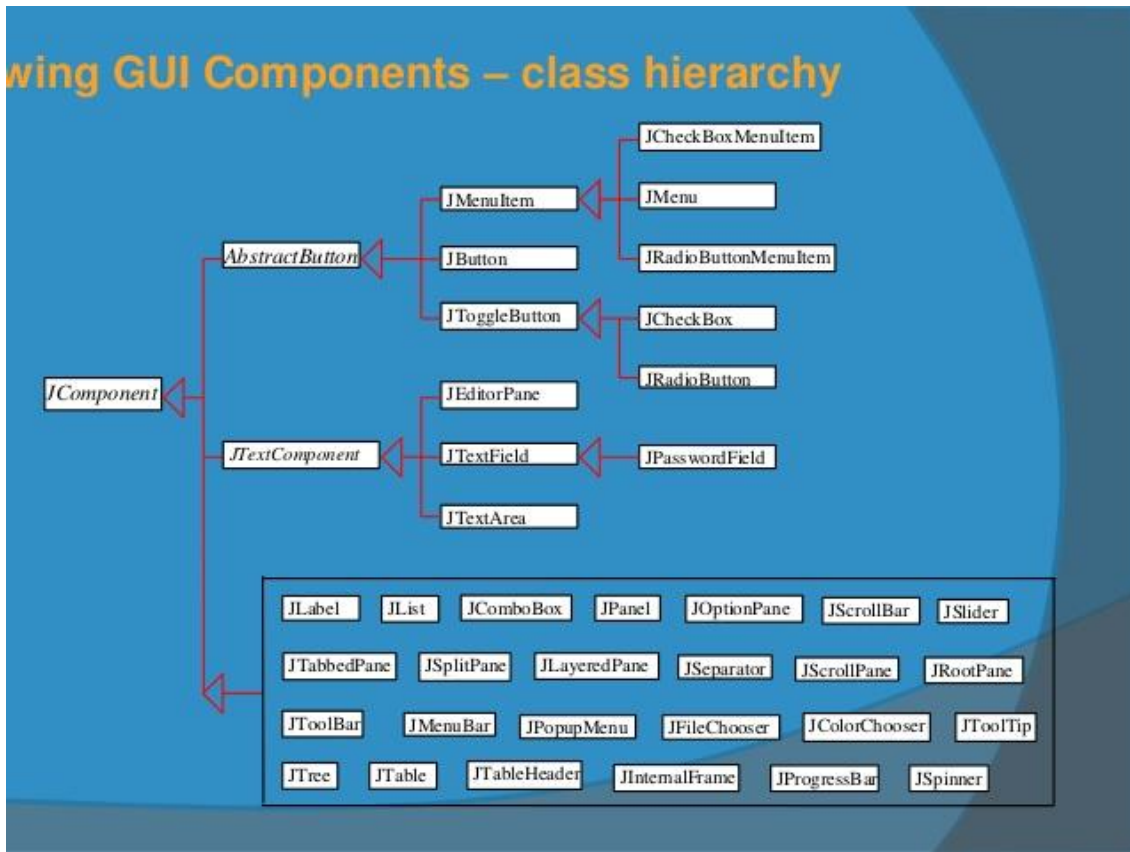 wing GUI Components – class hierarchy
JCheckBoxMenuItem
JMenuItem
JMenu
AbstractButton
JButton
JRadioButtonMenuItem
JToggleButton
JCheckBox
JRadioButton
JComponent
JEditorPane
JTextComponent
JTextField
JPasswordField
JTextArea
JLabel JList JComboBox JPanel JOptionPane JScrollBar JSlider
JTabbedPane JSplitPane JLayeredPane JSeparator JScrollPane JRootPane
JToolBar JMenuBar JPopupMenu JFileChooser JColorChooser JToolTip
JTree JTable JTableHeader JInternalFrame JProgressBar JSpinner